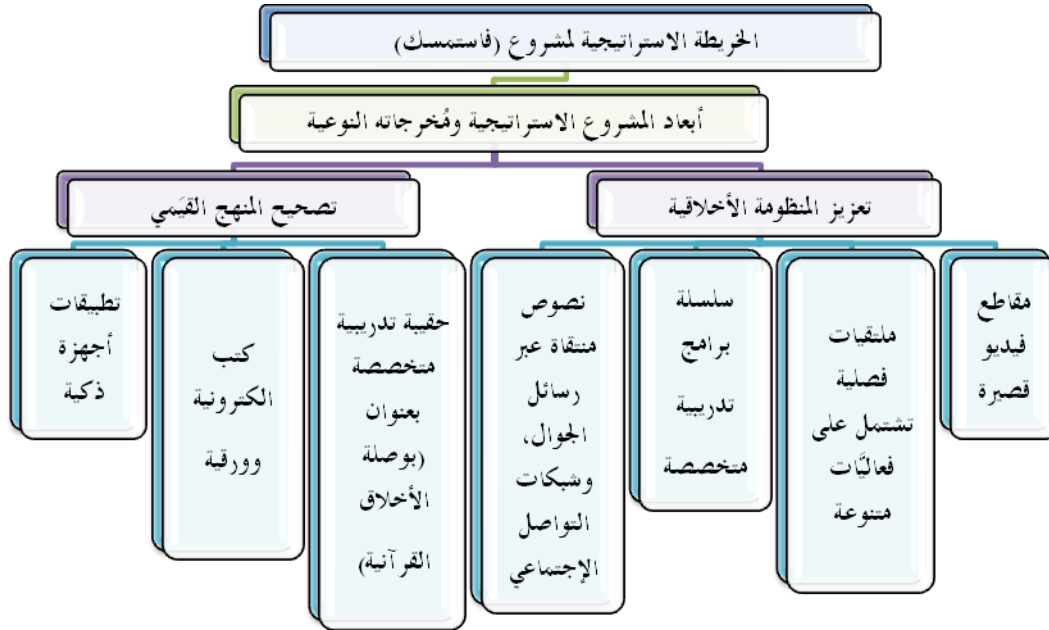 الخريطة الاستراتيجية لمشروع (فاستمسك)
أبعاد المشروع الاستراتيجية ومُخرجاته النوعية
تعزيز المنظومة الأخلاقية
تصحيح المنهج القيَمي
مقاطع
فيديو
قصيرة
ملتقيات
فصلية
تشتمل على
فعاليَّات
متنوعة
سلسلة
برامج
تدريبية
متخصصة
نصوص
منتقاة عبر
رسائل
الجوال،
وشبكات
التواصل
الإجتماعي
حقيبة تدريبية
متخصصة
بعنوان
(بوصلة
الأخلاق
القرآنية)
كتب
الكترونية
وورقية
تطبيقات
أجهزة
ذكية